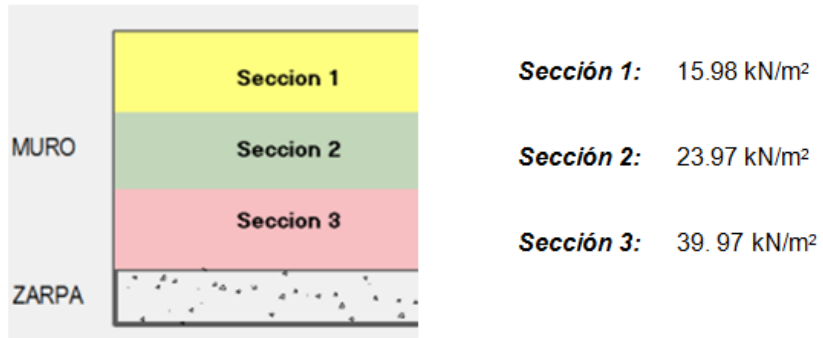 Seccion 1
MURO
Seccion 2
Seccion 3
ZARPA
Sección 1: 15.98 kN/m²
Sección 2: 23.97 kN/m²
Sección 3: 39. 97 kN/m²